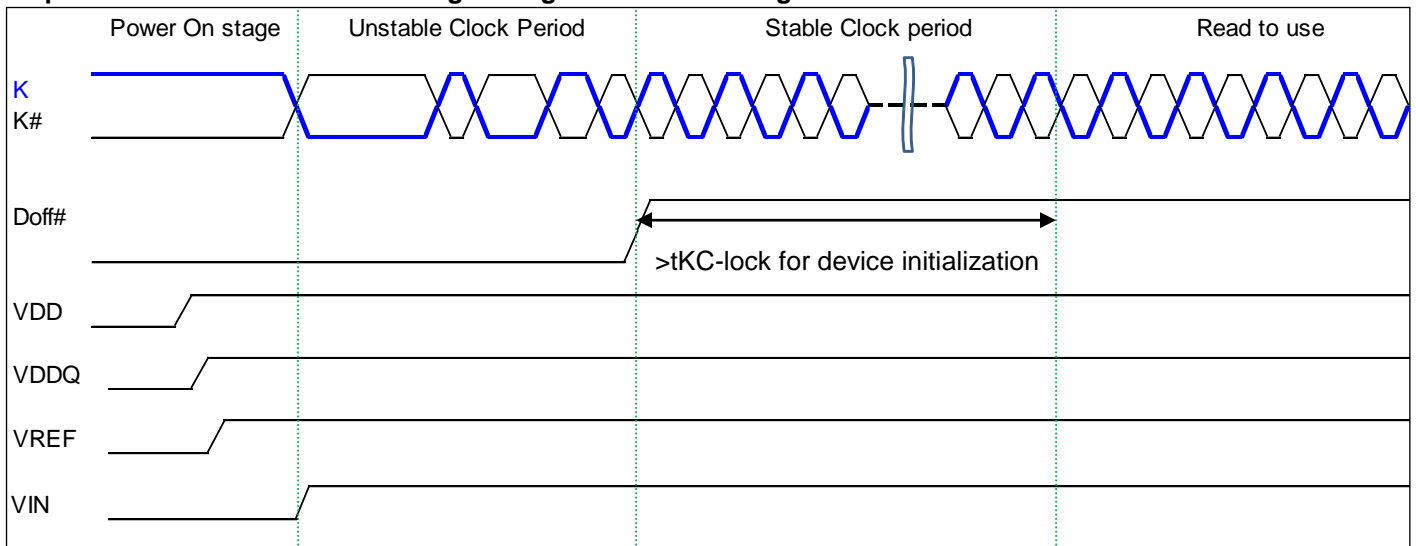 Power On stage Unstable Clock Period Stable Clock period Read to use
K
K#
Doff#
>tKC-lock for device initialization
VDD
VDDQ
VREF
VIN